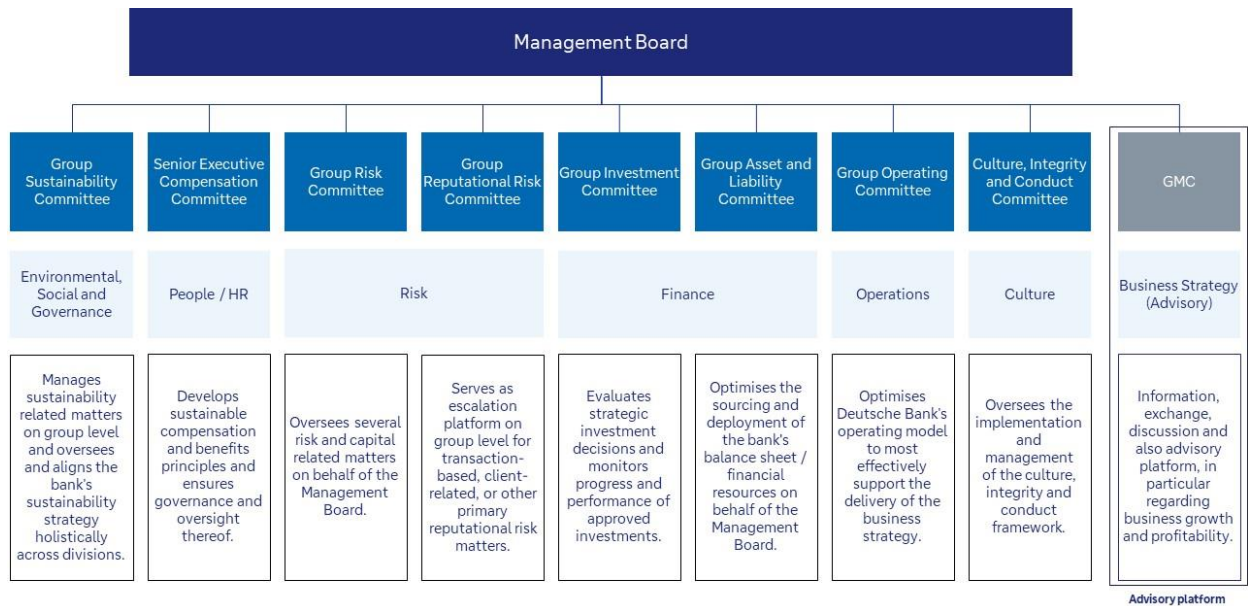 Management Board
Group
Sustainability
Committee
Senior Executive
Compensation
Committee
Group Risk
Committee
Group
Reputational Risk
Committee
Group Investment
Committee
Group Asset and
Liability
Committee
Group Operating
Committee
Culture, Integrity
and Conduct
Committee
GMC
Environmental,
Social and
Governance
People / HR
Risk
Finance
Operations
Culture
Business Strategy
(Advisory)
Manages
sustainability
related matters
on group level
and oversees
and aligns the
bank's
sustainability
strategy
holistically
across divisions.
Develops
sustainable
compensation
and benefits
principles and
ensures
governance and
oversight
thereof.
Oversees several
risk and capital
related matters
on behalf of the
Management
Board.
Serves as
escalation
platform on
group level for
transaction-
based, client-
related, or other
primary
reputational risk
matters.
Evaluates
strategic
investment
decisions and
monitors
progress and
performance of
approved
investments.
Optimises the
sourcing and
deployment of
the bank's
balance sheet /
financial
resources on
behalf of the
Management
Board.
Optimises
Deutsche Bank's
operating model
to most
effectively
support the
delivery of the
business
strategy.
Oversees the
implementation
and
management
of the culture,
integrity and
conduct
framework.
Information,
exchange,
discussion and
also advisory
platform, in
particular
regarding
business growth
and profitability.
Advisory platform